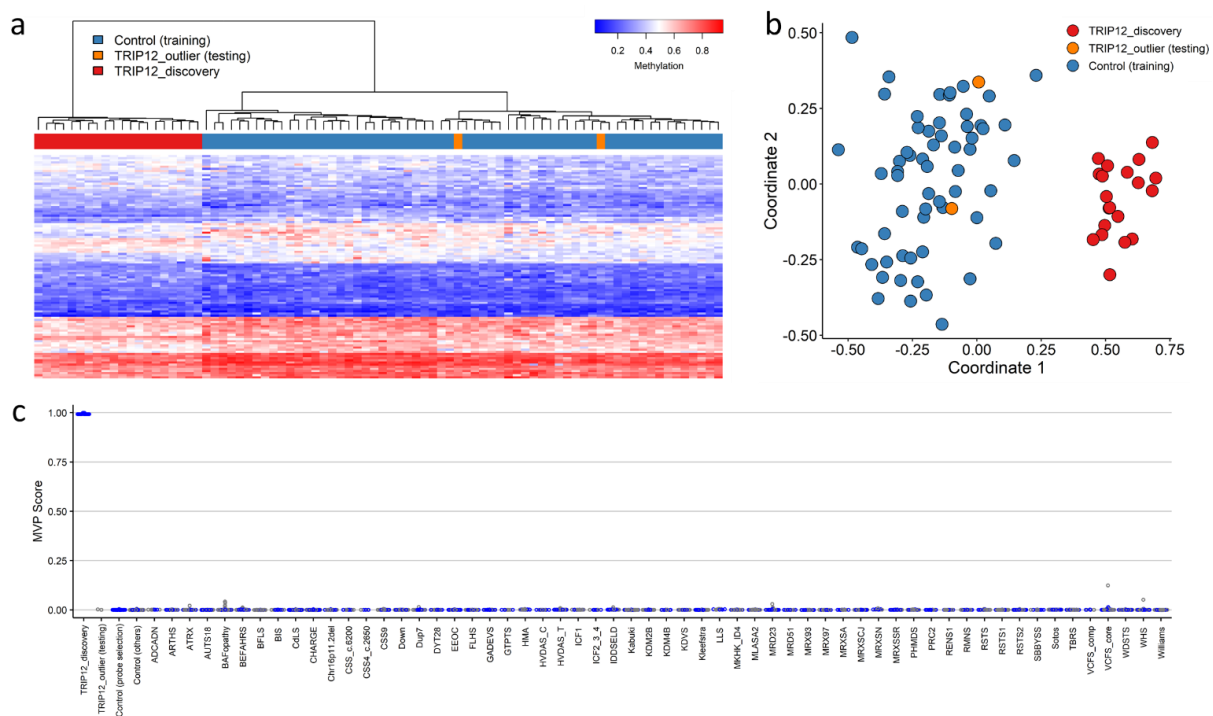 a
Control (training)
TRIP12_outlier (testing)
TRIP12_discovery
0.2 0.4 0.6 0.8
Methylation
b
TRIP12_discovery
TRIP12_outlier (testing)
Control (training)
0.50
0.25
0.00
-0.25
-0.50
Coordinate 2
-0.50 -0.25 0.00 0.25 0.50 0.75
Coordinate 1
c
1.00
0.75
0.50
0.25
0.00
MVP Score
TRIP12_discovery
TRIP12_outlier (testing)
Control (probe selection)
Control (others)
ADCADN
ARTHS
ATRX
AUTS18
BAFopathy
BEFAHRS
BFLS
BIS
CdLS
CHARGE
Chr16p11.2del
CSS_c.6200
CSS4_c.2650
CSS9
Down
Dup7
DYT28
EEOC
FLHS
GADEVS
GTPTS
HMA
HVDAS_C
HVDAS_T
ICF1
ICF2_3_4
IDDSELD
Kabuki
KDM2B
KDM4B
KDVS
Kleefstra
LLS
MKHK_ID4
MLASA2
MRD23
MRD51
MRX93
MRX97
MRXSA
MRXSCJ
MRXSN
MRXSSR
PHMDS
PRC2
RENS1
RMNS
RSTS
RSTS1
RSTS2
SBBYSS
Sotos
TBRS
VCFS_comp
VCFS_core
WDSTS
WHS
Williams